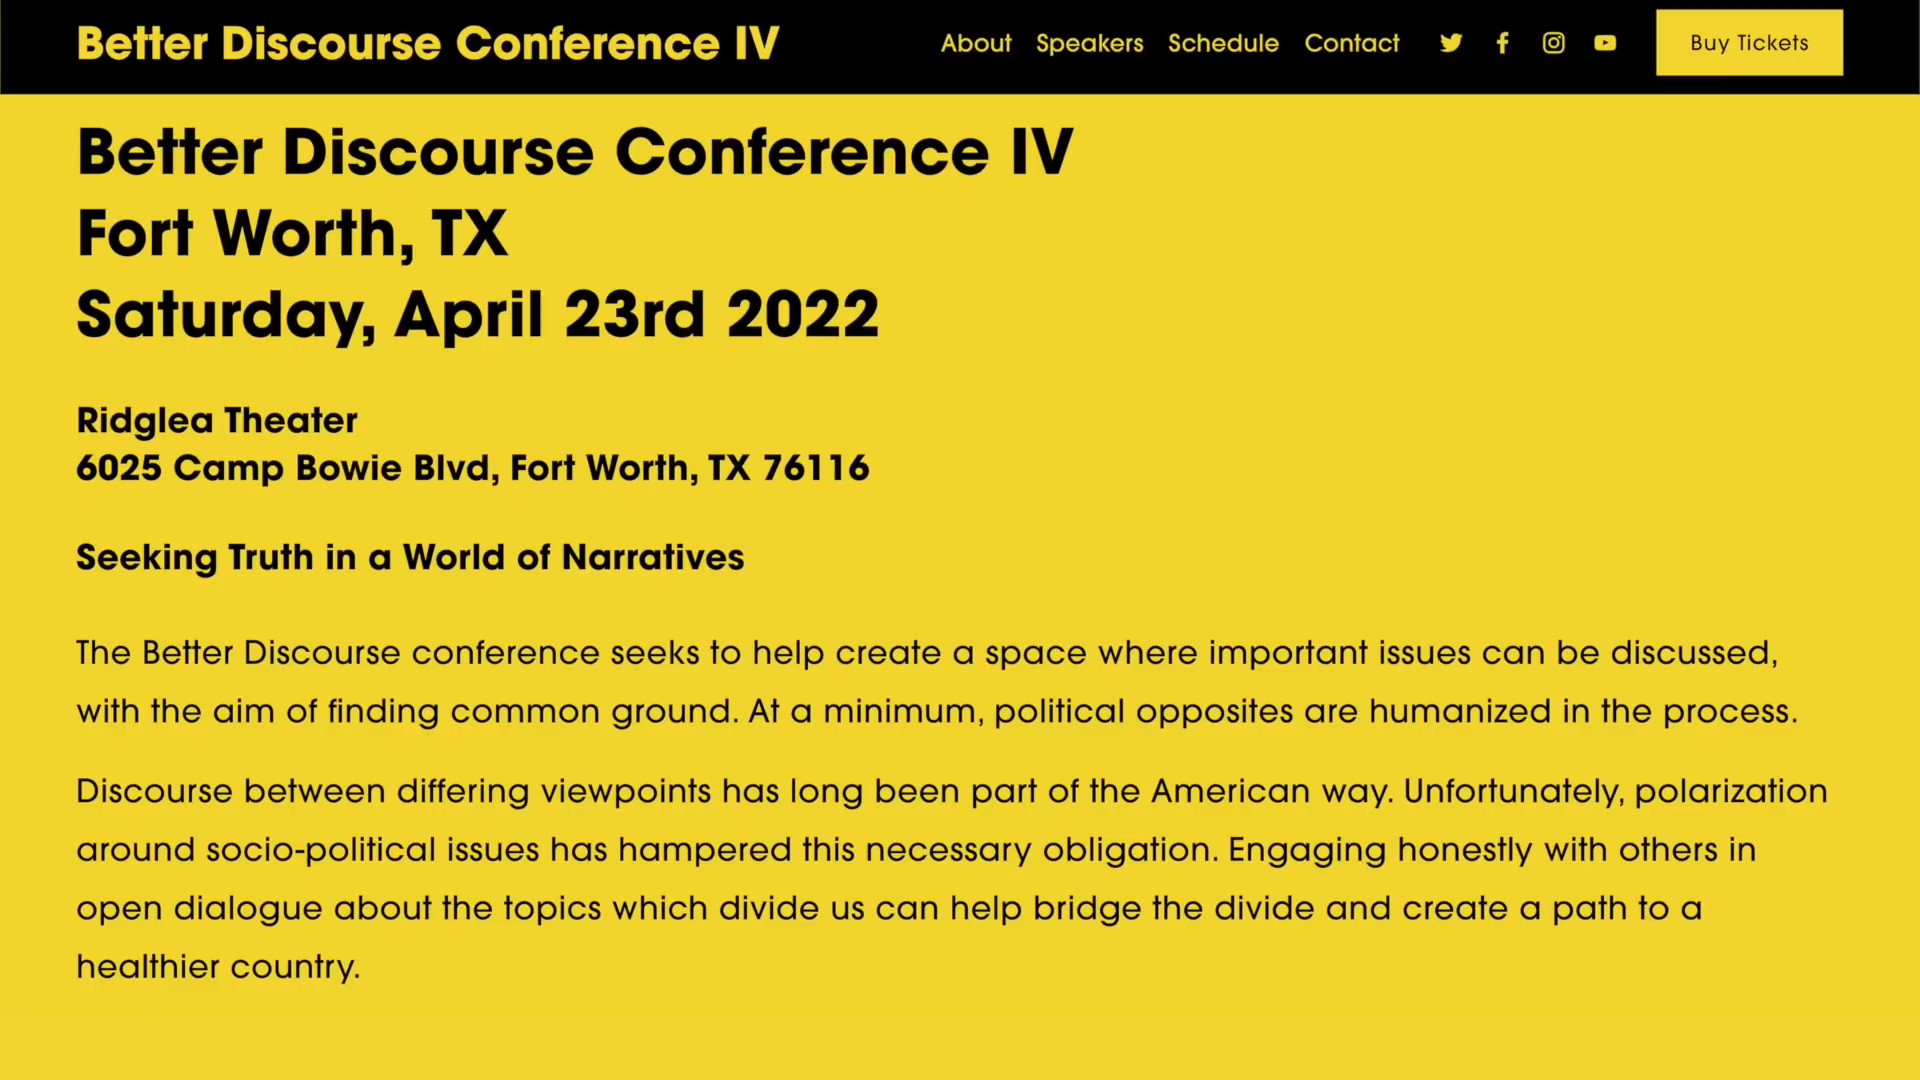 Better Discourse Conference IV
About Speakers Schedule Contact Buy Tickets
Better Discourse Conference IV
Fort Worth, TX
Saturday, April 23rd 2022
Ridglea Theater
6025 Camp Bowie Blvd, Fort Worth, TX 76116
Seeking Truth in a World of Narratives
The Better Discourse conference seeks to help create a space where important issues can be discussed,
with the aim of finding common ground. At a minimum, political opposites are humanized in the process.
Discourse between differing viewpoints has long been part of the American way. Unfortunately, polarization
around socio-political issues has hampered this necessary obligation. Engaging honestly with others in
open dialogue about the topics which divide us can help bridge the divide and create a path to a
healthier country.